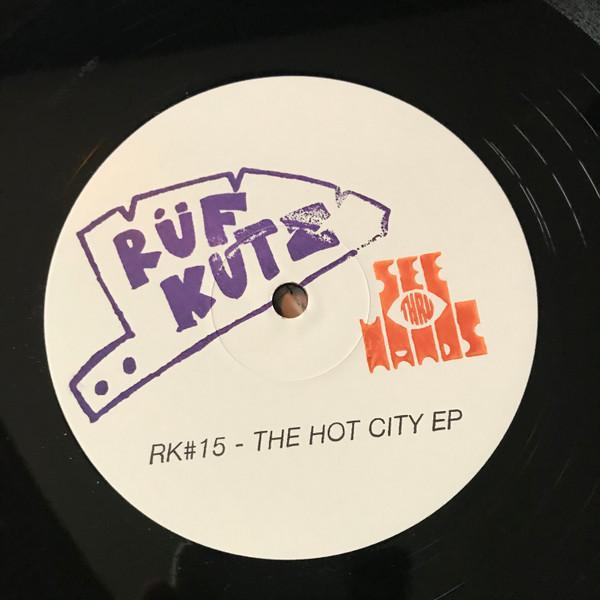 RÜF
KUTZ
SEE
THRU
HANDS
RK#15 - THE HOT CITY EP